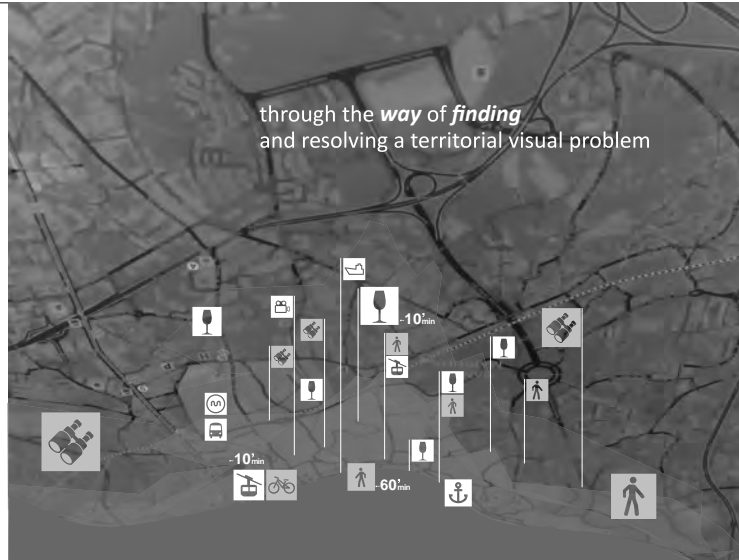 through the way of finding
and resolving a territorial visual problem
~10'min
~10'min
~60'min